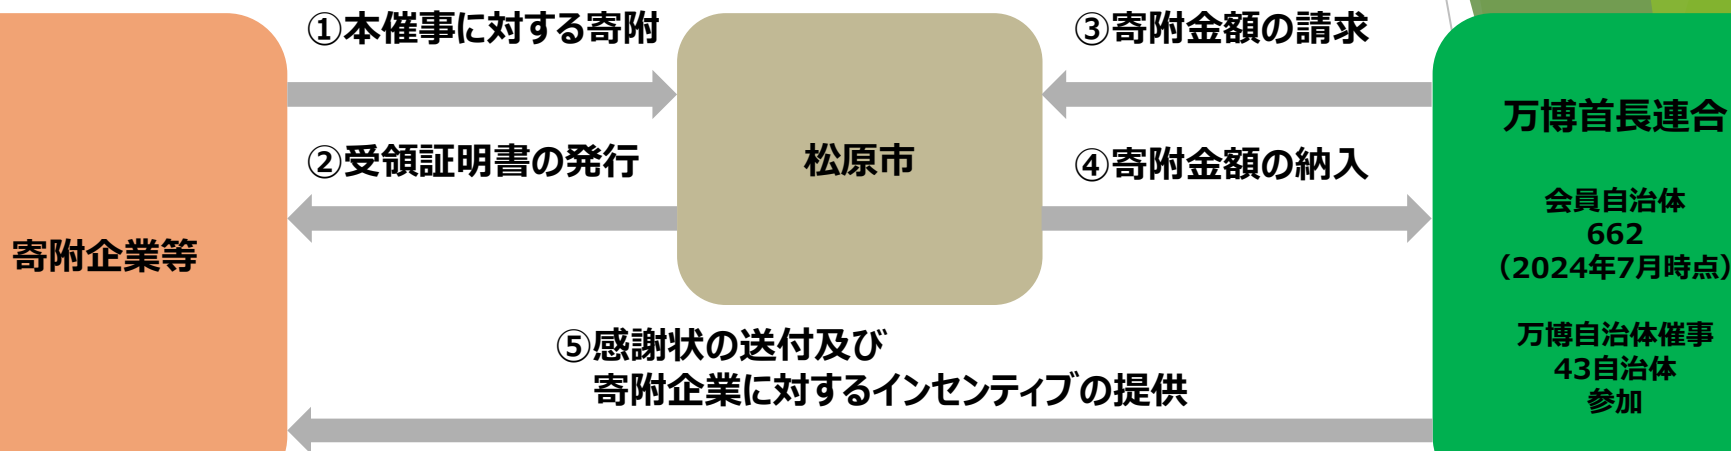 ①本催事に対する寄附
③寄附金額の請求
②受領証明書の発行
松原市
④寄附金額の納入
寄附企業等
万博首長連合
会員自治体
662
（2024年7月時点）
万博自治体催事
43自治体
参加
⑤感謝状の送付及び
寄附企業に対するインセンティブの提供